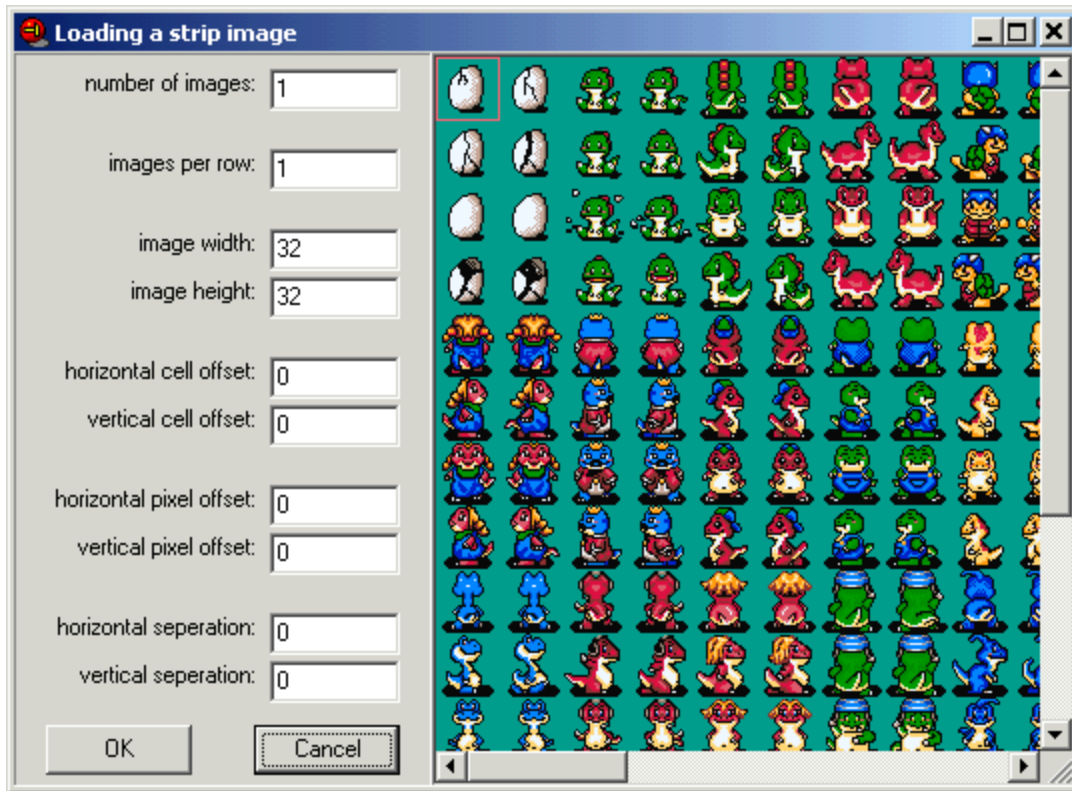 Loading a strip image
number of images: 1
images per row: 1
image width: 32
image height: 32
horizontal cell offset: 0
vertical cell offset: 0
horizontal pixel offset: 0
vertical pixel offset: 0
horizontal seperation: 0
vertical seperation: 0
OK Cancel